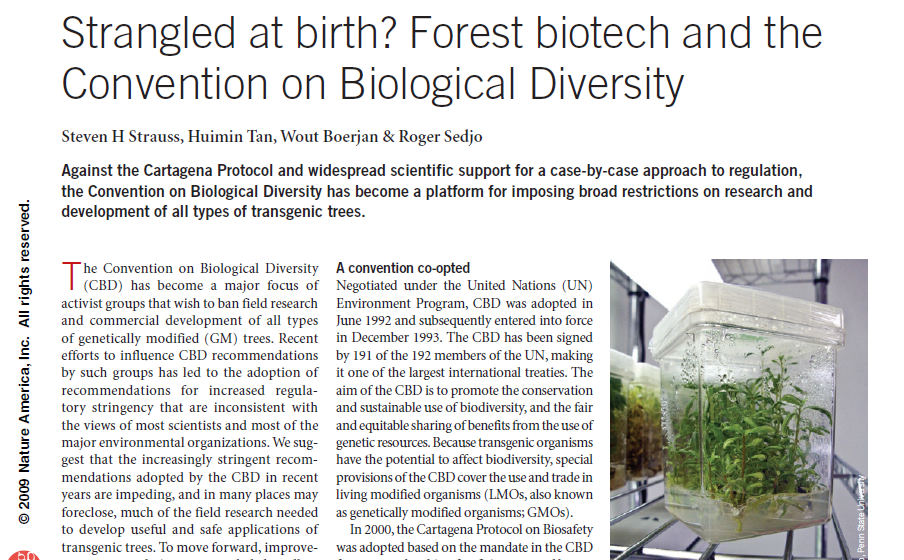 Strangled at birth? Forest biotech and the
Convention on Biological Diversity
Steven H Strauss, Huimin Tan, Wout Boerjan & Roger Sedjo
Against the Cartagena Protocol and widespread scientific support for a case-by-case approach to regulation,
the Convention on Biological Diversity has become a platform for imposing broad restrictions on research and
development of all types of transgenic trees.
The Convention on Biological Diversity
(CBD) has become a major focus of
activist groups that wish to ban field research
and commercial development of all types
of genetically modified (GM) trees. Recent
efforts to influence CBD recommendations
by such groups has led to the adoption of
recommendations for increased regula-
tory stringency that are inconsistent with
the views of most scientists and most of the
major environmental organizations. We sug-
gest that the increasingly stringent recom-
mendations adopted by the CBD in recent
years are impeding, and in many places may
foreclose, much of the field research needed
to develop useful and safe applications of
transgenic trees. To move forward, improve-
A convention co-opted
Negotiated under the United Nations (UN)
Environment Program, CBD was adopted in
June 1992 and subsequently entered into force
in December 1993. The CBD has been signed
by 191 of the 192 members of the UN, making
it one of the largest international treaties. The
aim of the CBD is to promote the conservation
and sustainable use of biodiversity, and the fair
and equitable sharing of benefits from the use of
genetic resources. Because transgenic organisms
have the potential to affect biodiversity, special
provisions of the CBD cover the use and trade in
living modified organisms (LMOs, also known
as genetically modified organisms; GMOs).
In 2000, the Cartagena Protocol on Biosafety
was adopted based on the mandate in the CBD
© 2009 Nature America, Inc. All rights reserved.
Penn State University